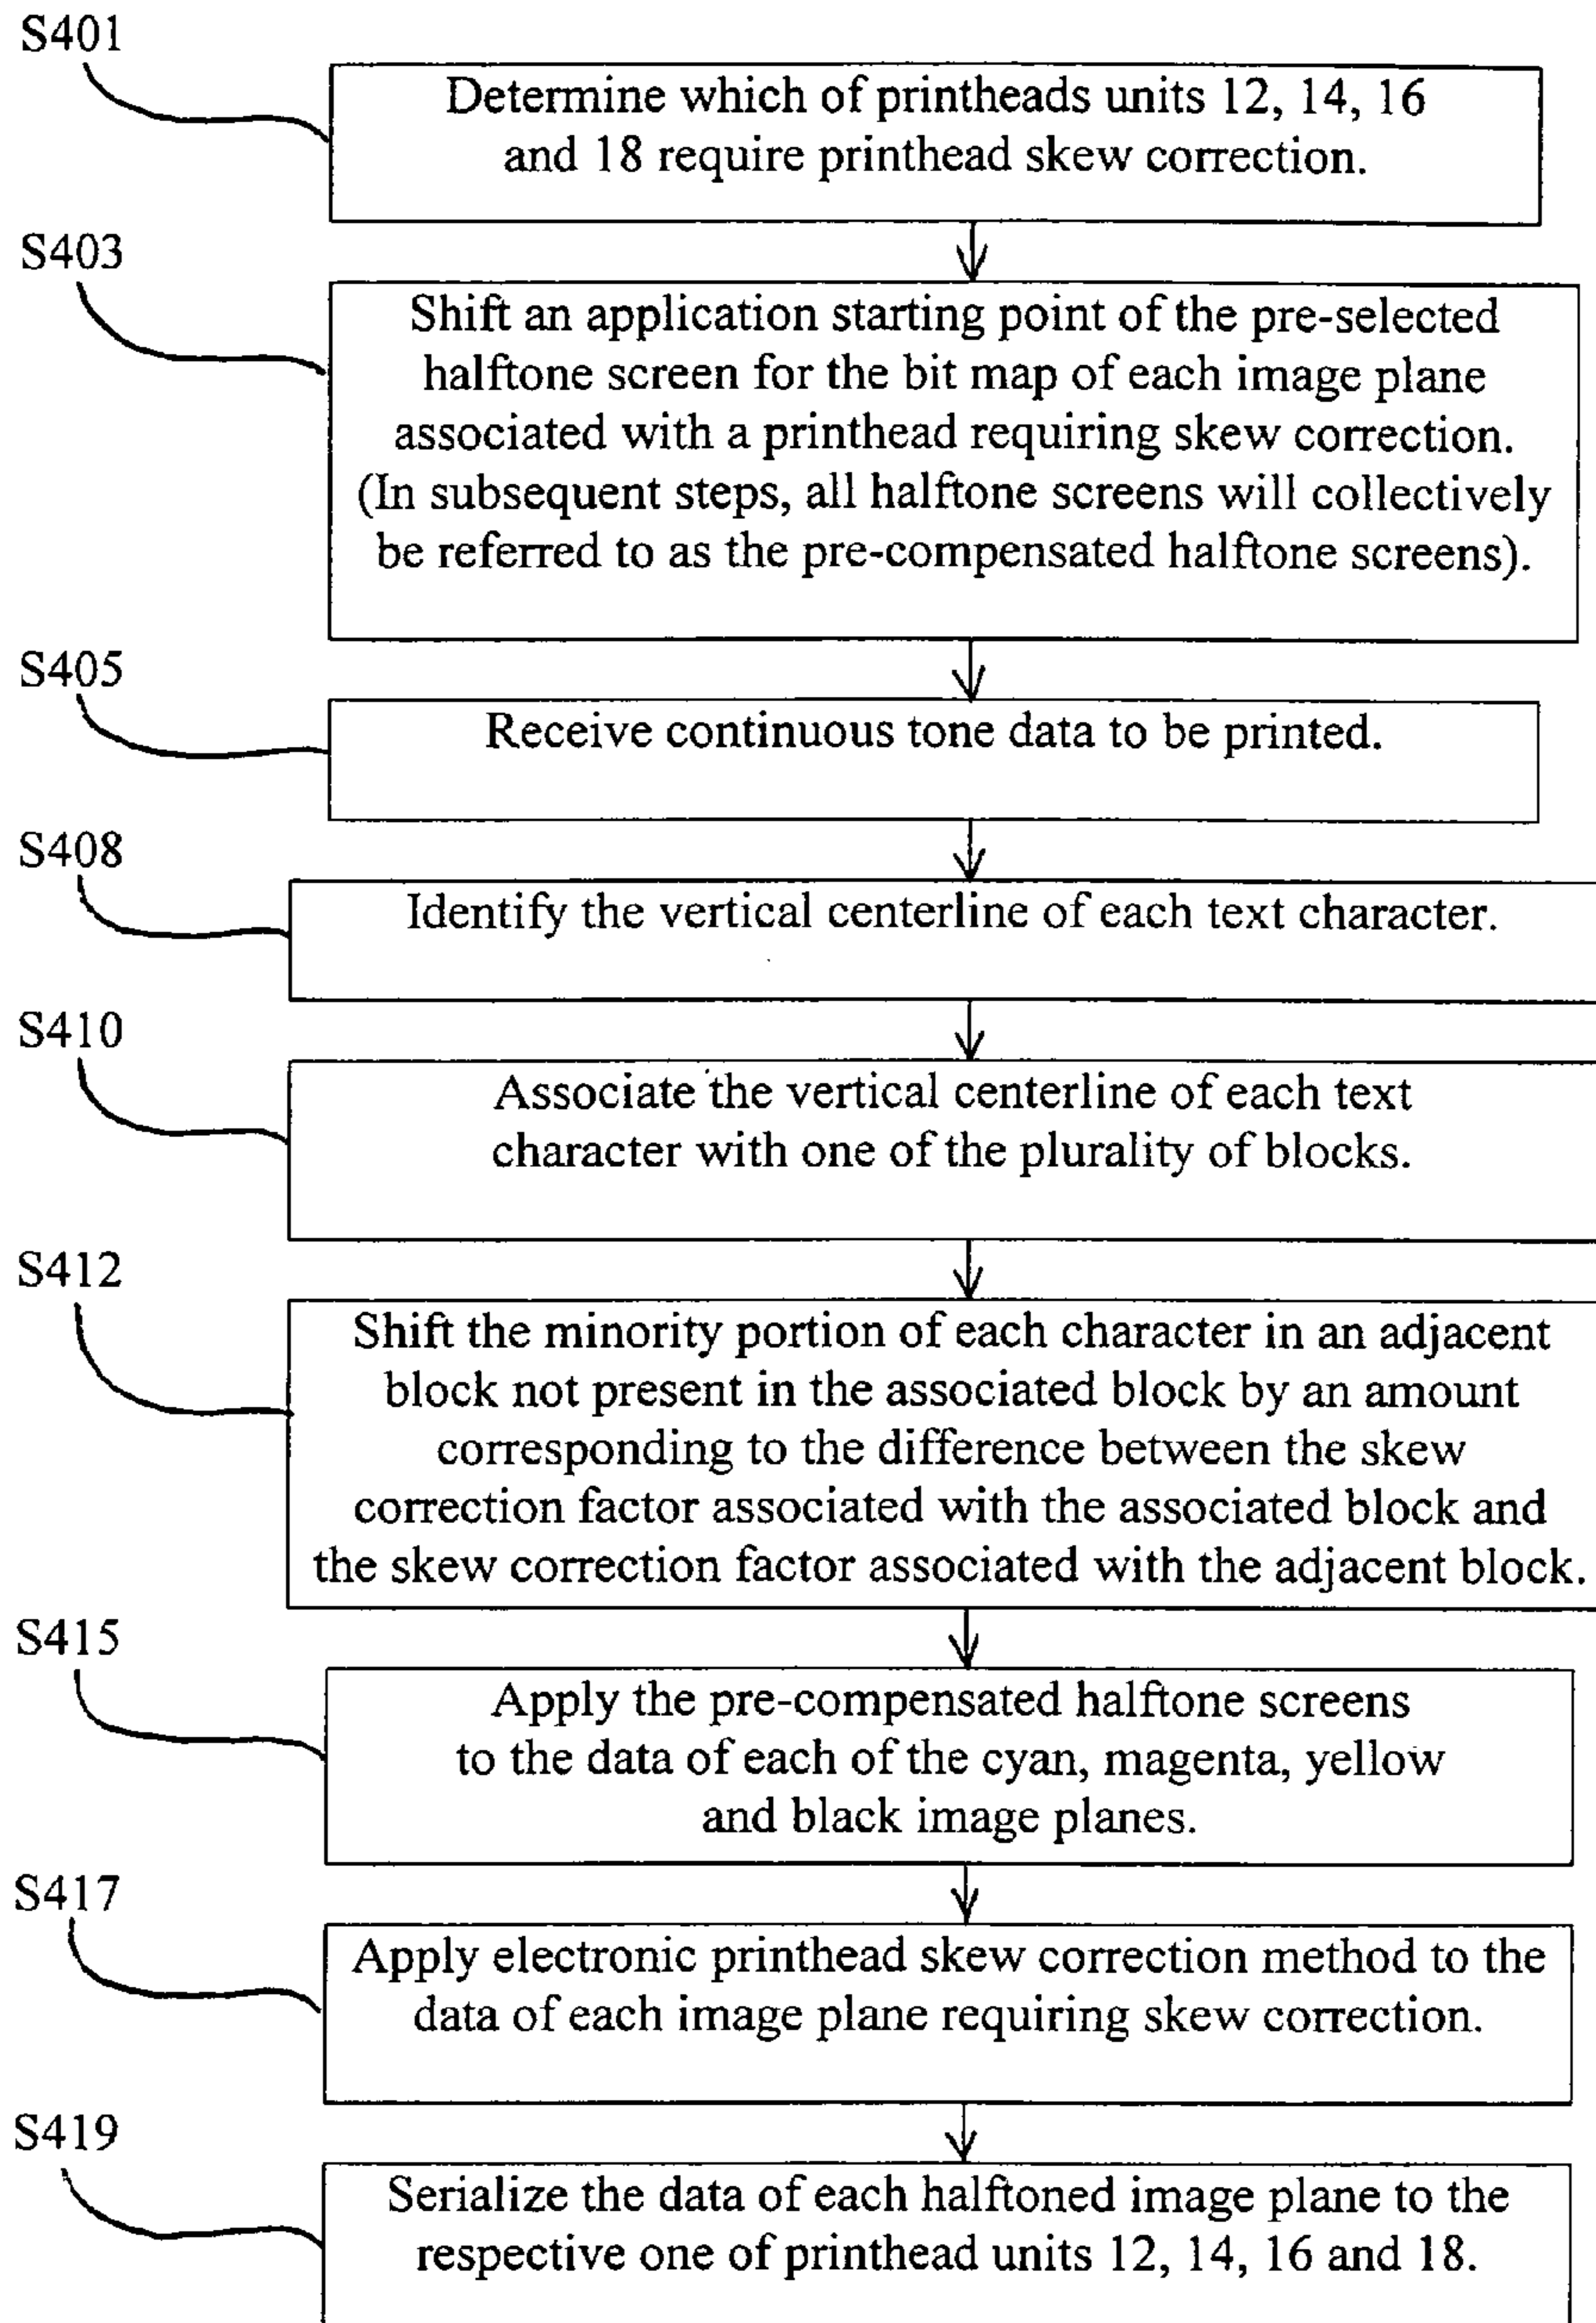 S401
Determine which of printheads units 12, 14, 16
and 18 require printhead skew correction.
S403
Shift an application starting point of the pre-selected
halftone screen for the bit map of each image plane
associated with a printhead requiring skew correction.
(In subsequent steps, all halftone screens will collectively
be referred to as the pre-compensated halftone screens).
S405
Receive continuous tone data to be printed.
S408
Identify the vertical centerline of each text character.
S410
Associate the vertical centerline of each text
character with one of the plurality of blocks.
S412
Shift the minority portion of each character in an adjacent
block not present in the associated block by an amount
corresponding to the difference between the skew
correction factor associated with the associated block and
the skew correction factor associated with the adjacent block.
S415
Apply the pre-compensated halftone screens
to the data of each of the cyan, magenta, yellow
and black image planes.
S417
Apply electronic printhead skew correction method to the
data of each image plane requiring skew correction.
S419
Serialize the data of each halftoned image plane to the
respective one of printhead units 12, 14, 16 and 18.